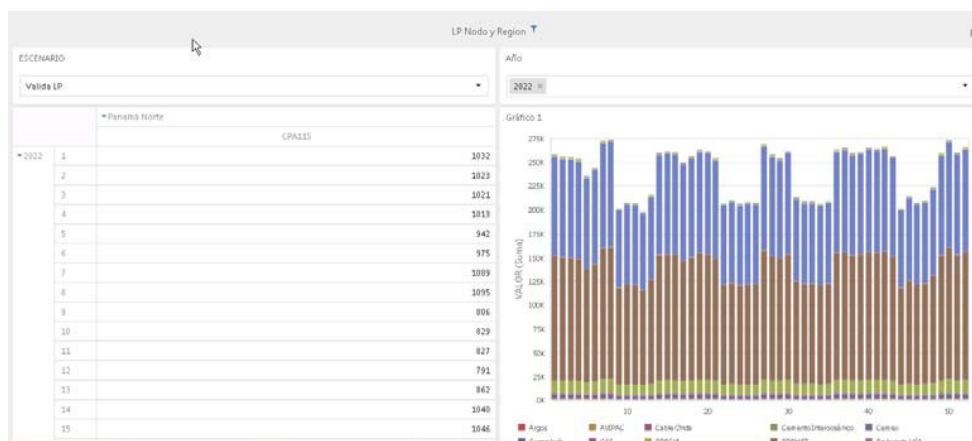 LP Nodo y Region
ESCENARIO
Valida LP
Año
2022 ×
Panamá Norte
CPA115
2022
1 1032
2 1023
3 1021
4 1013
5 942
6 975
7 1089
8 1095
9 806
10 829
11 827
12 791
13 862
14 1040
15 1046
Gráfico 1
VALOR (Suma)
275K
250K
225K
200K
175K
150K
125K
100K
75K
50K
25K
0K
10 20 30 40 50
Argos AUDPAC Cable Onda Cemento Interoceánico Cemex